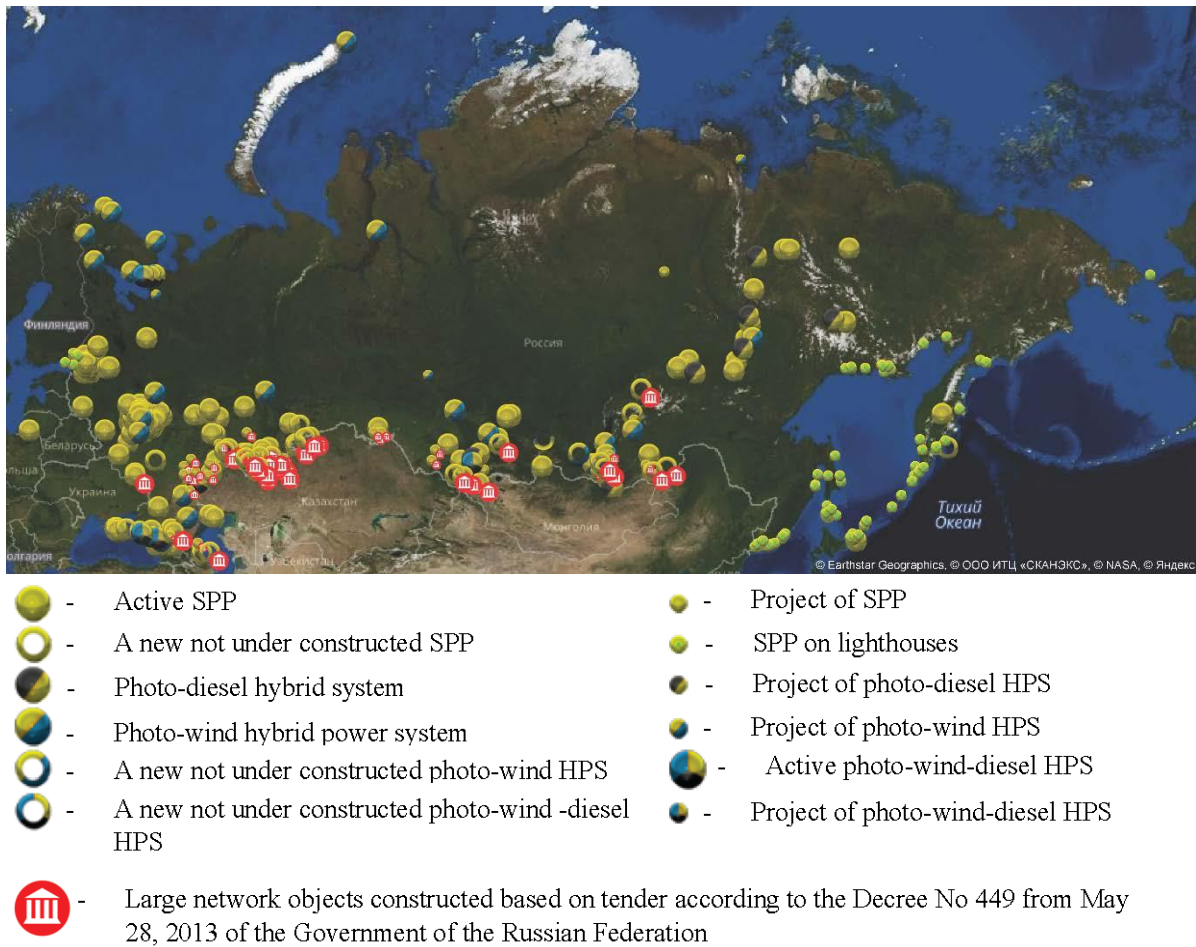 Яndex
Финляндия
Россия
Беларусь
ольша
Украина
Казахстан
Монголия
Тихий
Океан
олгария
Узбекистан
© Earthstar Geographics, © ООО ИТЦ «СКАНЭКС», © NASA, © Яндекс
- Active SPP
- A new not under constructed SPP
- Photo-diesel hybrid system
- Photo-wind hybrid power system
- A new not under constructed photo-wind HPS
- A new not under constructed photo-wind -diesel
HPS
- Project of SPP
- SPP on lighthouses
- Project of photo-diesel HPS
- Project of photo-wind HPS
- Active photo-wind-diesel HPS
- Project of photo-wind-diesel HPS
- Large network objects constructed based on tender according to the Decree No 449 from May
28, 2013 of the Government of the Russian Federation